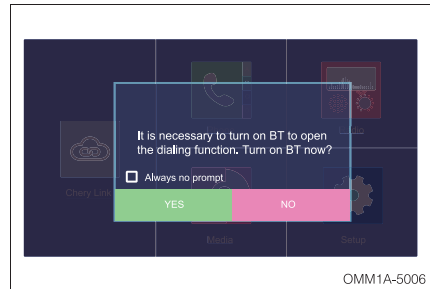 It is necessary to turn on BT to open
the dialing function. Turn on BT now?
Always no prompt
Chery Link
YES
NO
Media
Setup
OMM1A-5006